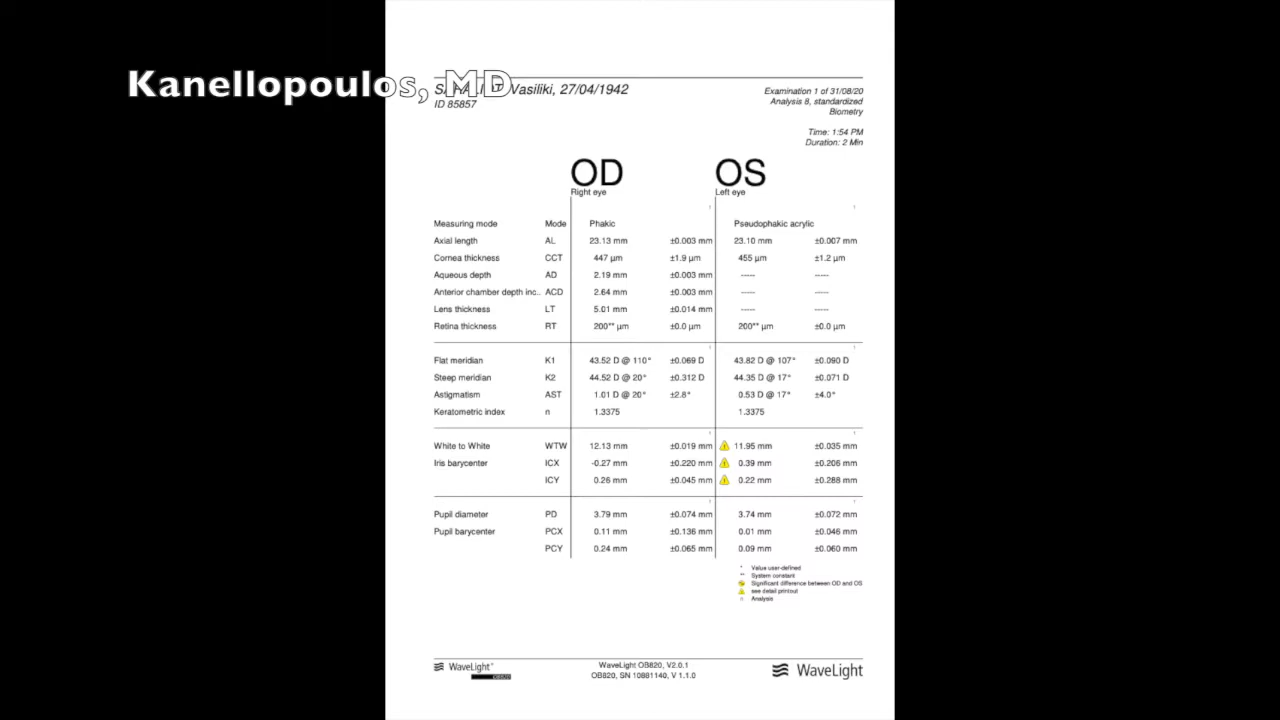 Kanellopoulos, MD
Vasiliki, 27/04/1942
ID 85857
Examination 1 of 31/08/20
Analysis 8, standardized
Biometry
Time: 1:54 PM
Duration: 2 Min
OD OS
Right eye Left eye
Measuring mode Mode Phakic Pseudophakic acrylic
Axial length AL 23.13 mm ±0.003 mm 23.10 mm ±0.007 mm
Cornea thickness CCT 447 µm ±1.9 µm 455 µm ±1.2 µm
Aqueous depth AD 2.19 mm ±0.003 mm ----- -----
Anterior chamber depth inc.. ACD 2.64 mm ±0.003 mm ----- -----
Lens thickness LT 5.01 mm ±0.014 mm ----- -----
Retina thickness RT 200** µm ±0.0 µm 200** µm ±0.0 µm
Flat meridian K1 43.52 D @ 110° ±0.069 D 43.82 D @ 107° ±0.090 D
Steep meridian K2 44.52 D @ 20° ±0.312 D 44.35 D @ 17° ±0.071 D
Astigmatism AST 1.01 D @ 20° ±2.8° 0.53 D @ 17° ±4.0°
Keratometric index n 1.3375 1.3375
White to White WTW 12.13 mm ±0.019 mm 11.95 mm ±0.035 mm
Iris barycenter ICX -0.27 mm ±0.220 mm 0.39 mm ±0.206 mm
ICY 0.26 mm ±0.045 mm 0.22 mm ±0.288 mm
Pupil diameter PD 3.79 mm ±0.074 mm 3.74 mm ±0.072 mm
Pupil barycenter PCX 0.11 mm ±0.136 mm 0.01 mm ±0.046 mm
PCY 0.24 mm ±0.065 mm 0.09 mm ±0.060 mm
* Value user-defined
** System constant
Significant difference between OD and OS
see detail printout
Analysis
WaveLight®
OB820
WaveLight OB820, V2.0.1
OB820, SN 10881140, V 1.1.0
WaveLight